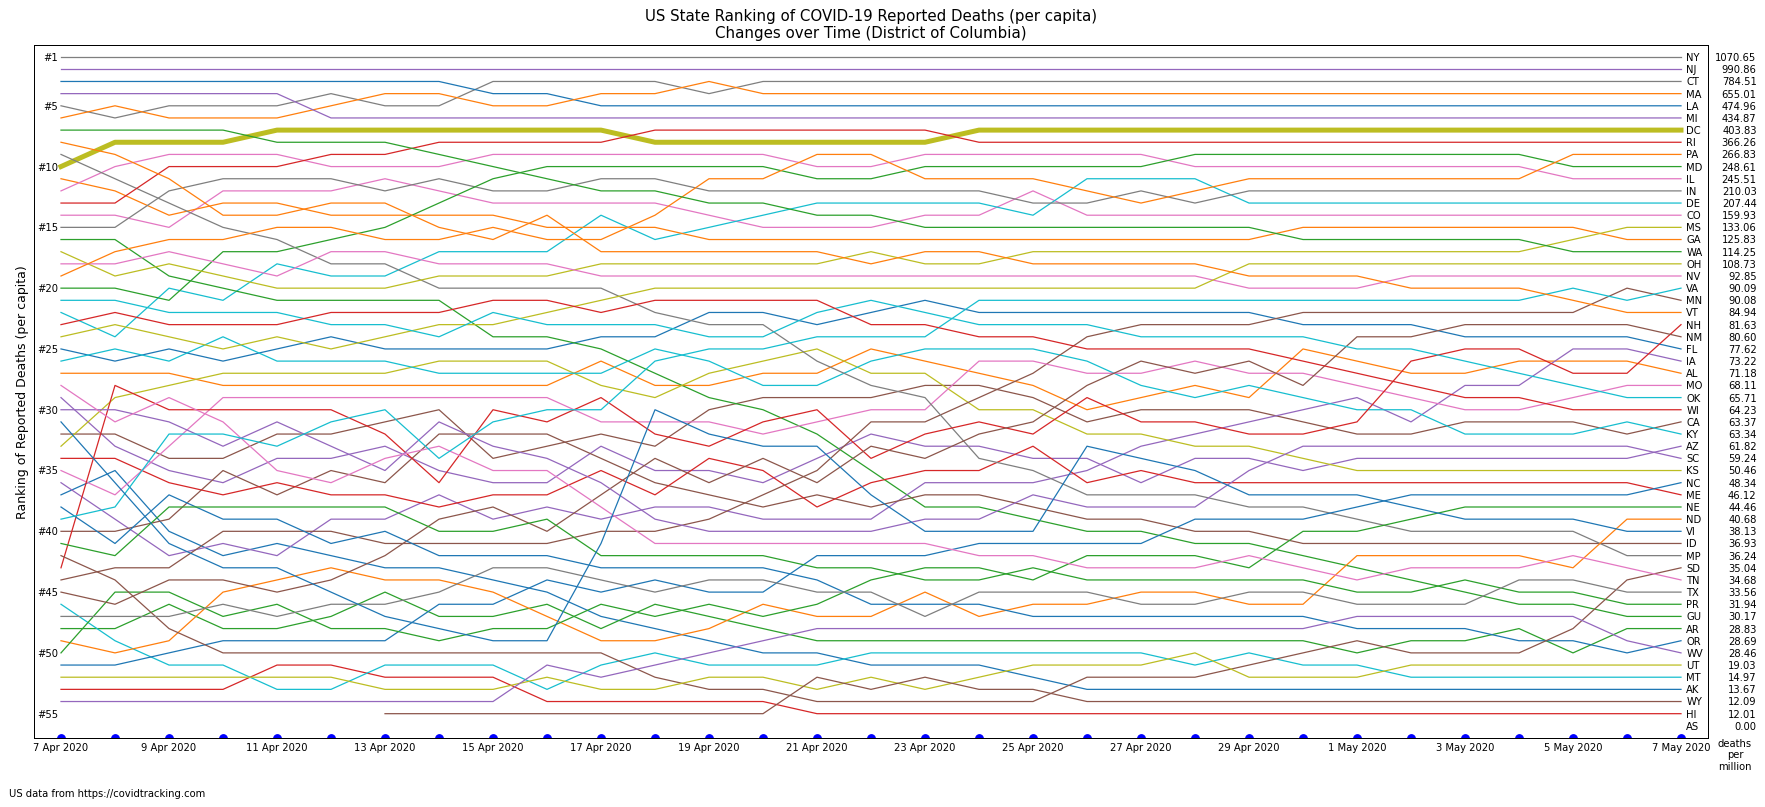 US State Ranking of COVID-19 Reported Deaths (per capita)
Changes over Time (District of Columbia)
Ranking of Reported Deaths (per capita)
#1
#5
#10
#15
#20
#25
#30
#35
#40
#45
#50
#55
NY 1070.65
NJ 990.86
CT 784.51
MA 655.01
LA 474.96
MI 434.87
DC 403.83
RI 366.26
PA 266.83
MD 248.61
IL 245.51
IN 210.03
DE 207.44
CO 159.93
MS 133.06
GA 125.83
WA 114.25
OH 108.73
NV 92.85
VA 90.09
MN 90.08
VT 84.94
NH 81.63
NM 80.60
FL 77.62
IA 73.22
AL 71.18
MO 68.11
OK 65.71
WI 64.23
CA 63.37
KY 63.34
AZ 61.82
SC 59.24
KS 50.46
NC 48.34
ME 46.12
NE 44.46
ND 40.68
VI 38.13
ID 36.93
MP 36.24
SD 35.04
TN 34.68
TX 33.56
PR 31.94
GU 30.17
AR 28.83
OR 28.69
WV 28.46
UT 19.03
MT 14.97
AK 13.67
WY 12.09
HI 12.01
AS 0.00
7 Apr 2020 9 Apr 2020 11 Apr 2020 13 Apr 2020 15 Apr 2020 17 Apr 2020 19 Apr 2020 21 Apr 2020 23 Apr 2020 25 Apr 2020 27 Apr 2020 29 Apr 2020 1 May 2020 3 May 2020 5 May 2020 7 May 2020
deaths
per
million
US data from https://covidtracking.com